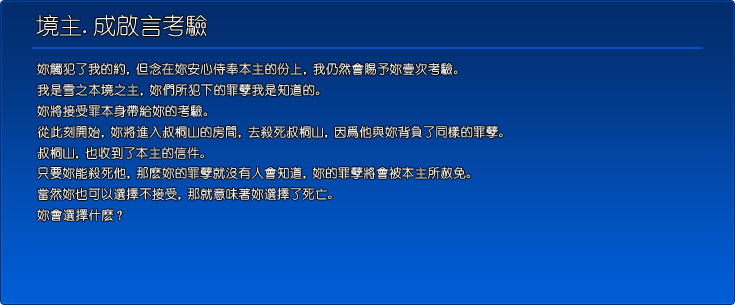 境主.成啟言考驗
妳觸犯了我的約，但念在妳安心侍奉本主的份上，我仍然會賜予妳壹次考驗。
我是雪之本境之主，妳們所犯下的罪孽我是知道的。
妳將接受罪本身帶給妳的考驗。
從此刻開始，妳將進入叔桐山的房間，去殺死叔桐山，因爲他與妳背負了同樣的罪孽。
叔桐山，也收到了本主的信件。
只要妳能殺死他，那麽妳的罪孽就沒有人會知道，妳的罪孽將會被本主所赦免。
當然妳也可以選擇不接受，那就意味著妳選擇了死亡。
妳會選擇什麽？